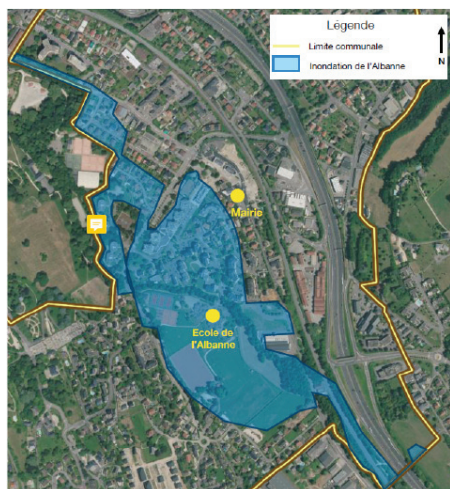 Légende
Limite communale
Inondation de l'Albanne
N
Mairie
Ecole de
l'Albanne